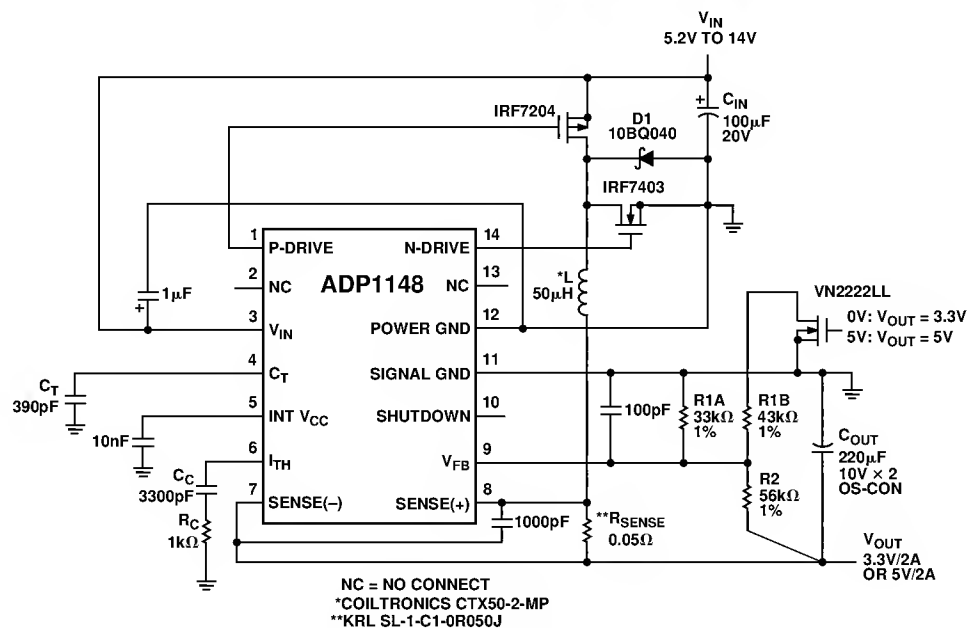 VIN
5.2V TO 14V
IRF7204
D1
10BQ040
+
CIN
100µF
20V
IRF7403
1
P-DRIVE
N-DRIVE
14
2
NC
ADP1148
NC
13
*L
50µH
1µF
+
3
VIN
POWER GND
12
VN2222LL
0V: VOUT = 3.3V
5V: VOUT = 5V
4
CT
SIGNAL GND
11
CT
390pF
5
INT VCC
SHUTDOWN
10
10nF
100pF
R1A
33kΩ
1%
R1B
43kΩ
1%
COUT
220µF
10V × 2
OS-CON
6
ITH
VFB
9
CC
3300pF
R2
56kΩ
1%
7
SENSE(–)
SENSE(+)
8
RC
1kΩ
1000pF
**RSENSE
0.05Ω
VOUT
3.3V/2A
OR 5V/2A
NC = NO CONNECT
*COILTRONICS CTX50-2-MP
**KRL SL-1-C1-0R050J